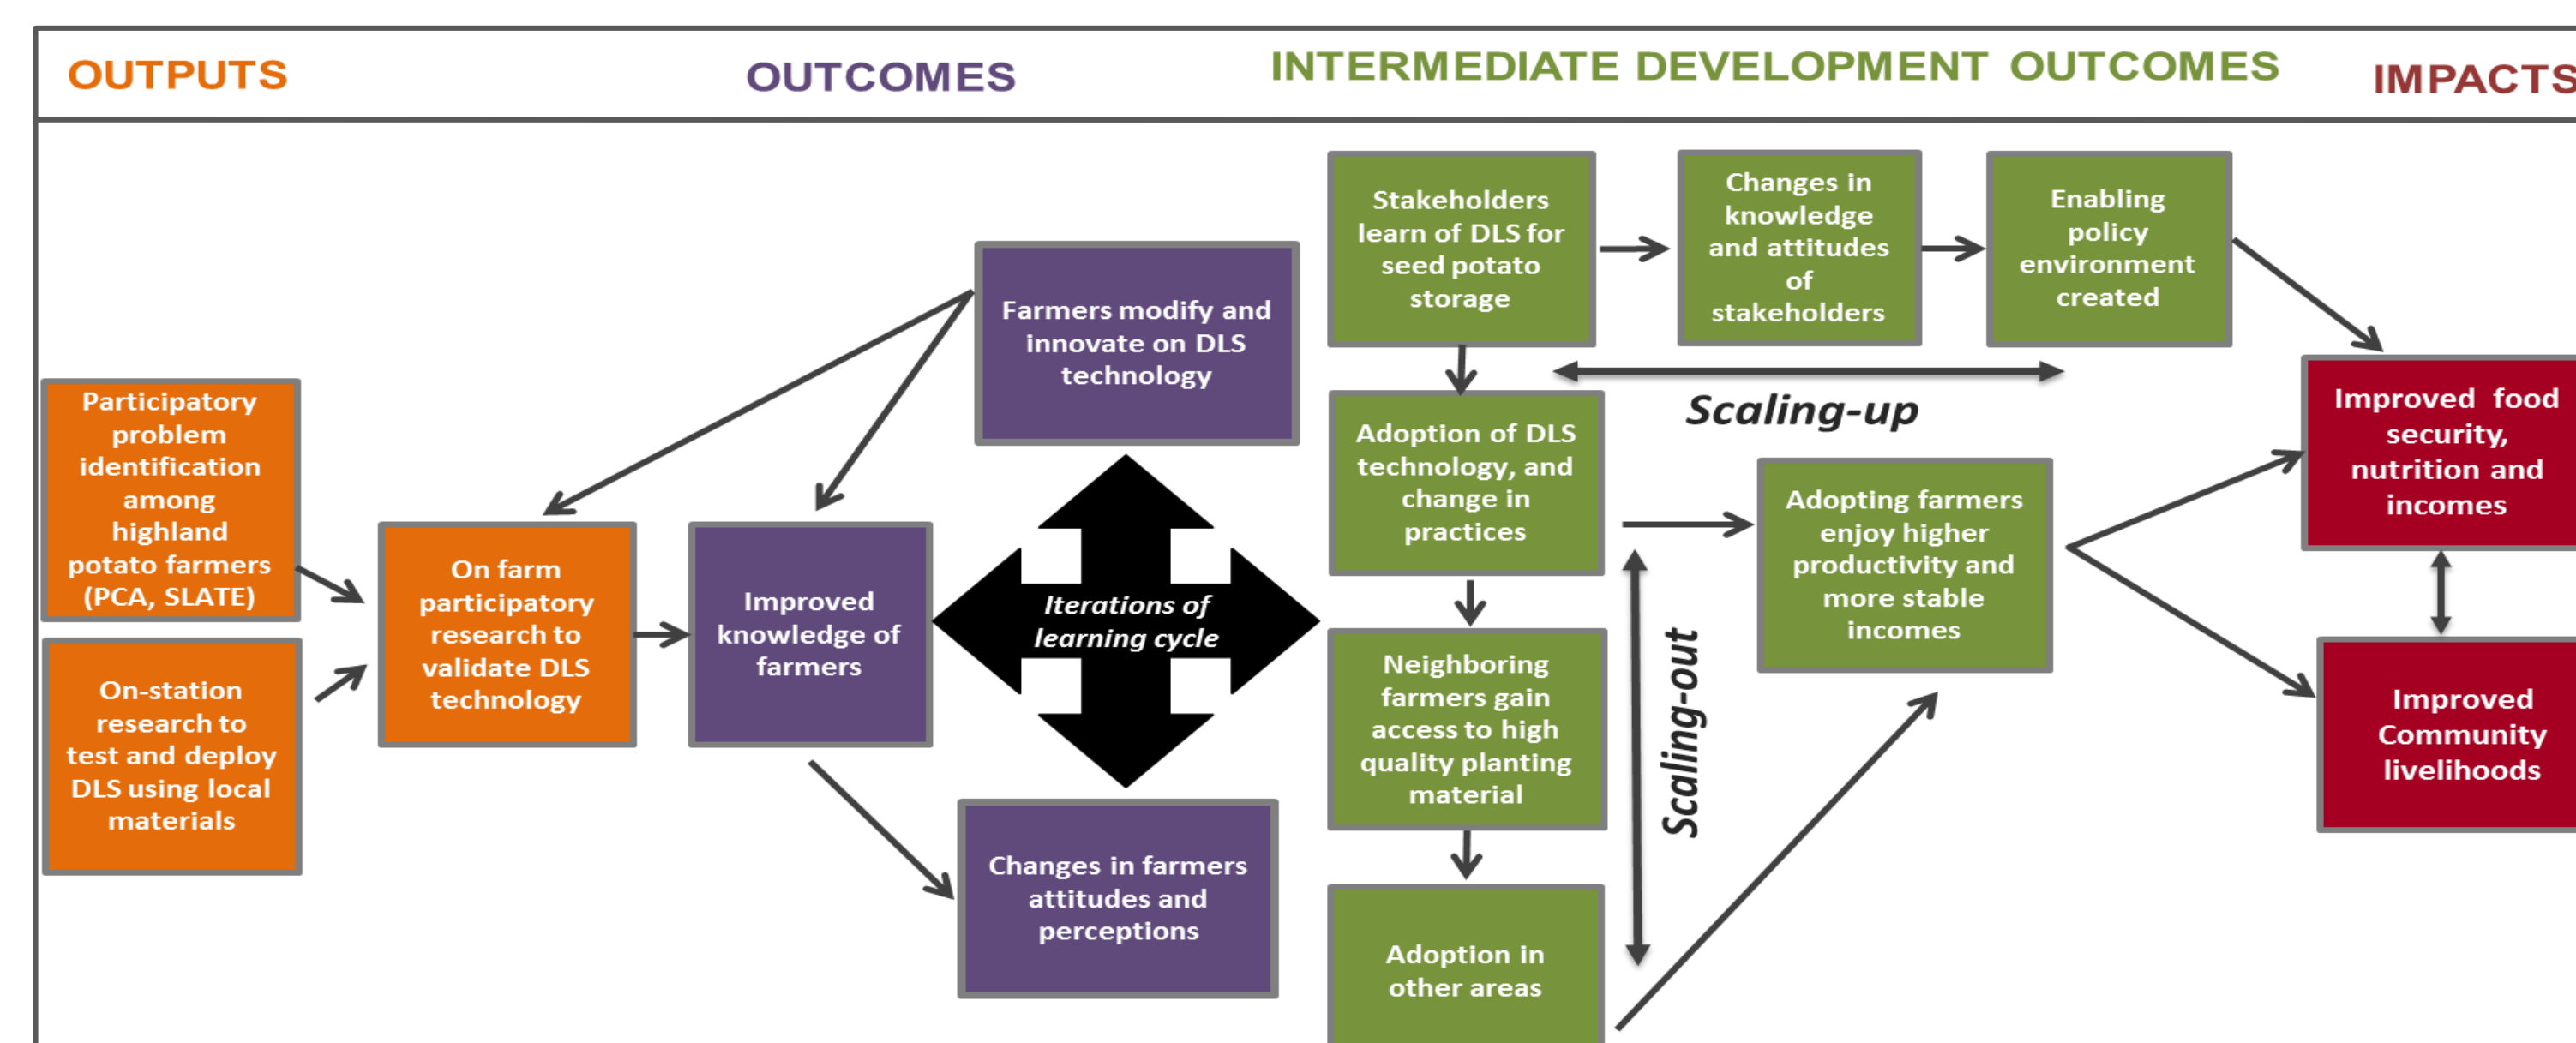 OUTPUTS
OUTCOMES
INTERMEDIATE DEVELOPMENT OUTCOMES
IMPACTS
Participatory
problem
identification
among
highland
potato farmers
(PCA, SLATE)
On-station
research to
test and deploy
DLS using local
materials
On farm
participatory
research to
validate DLS
technology
Improved
knowledge of
farmers
Farmers modify and
innovate on DLS
technology
Iterations of
learning cycle
Changes in farmers
attitudes and
perceptions
Stakeholders
learn of DLS for
seed potato
storage
Changes in
knowledge
and attitudes
of
stakeholders
Enabling
policy
environment
created
Scaling-up
Adoption of DLS
technology, and
change in
practices
Neighboring
farmers gain
access to high
quality planting
material
Adoption in
other areas
Scaling-out
Adopting farmers
enjoy higher
productivity and
more stable
incomes
Improved food
security,
nutrition and
incomes
Improved
Community
livelihoods